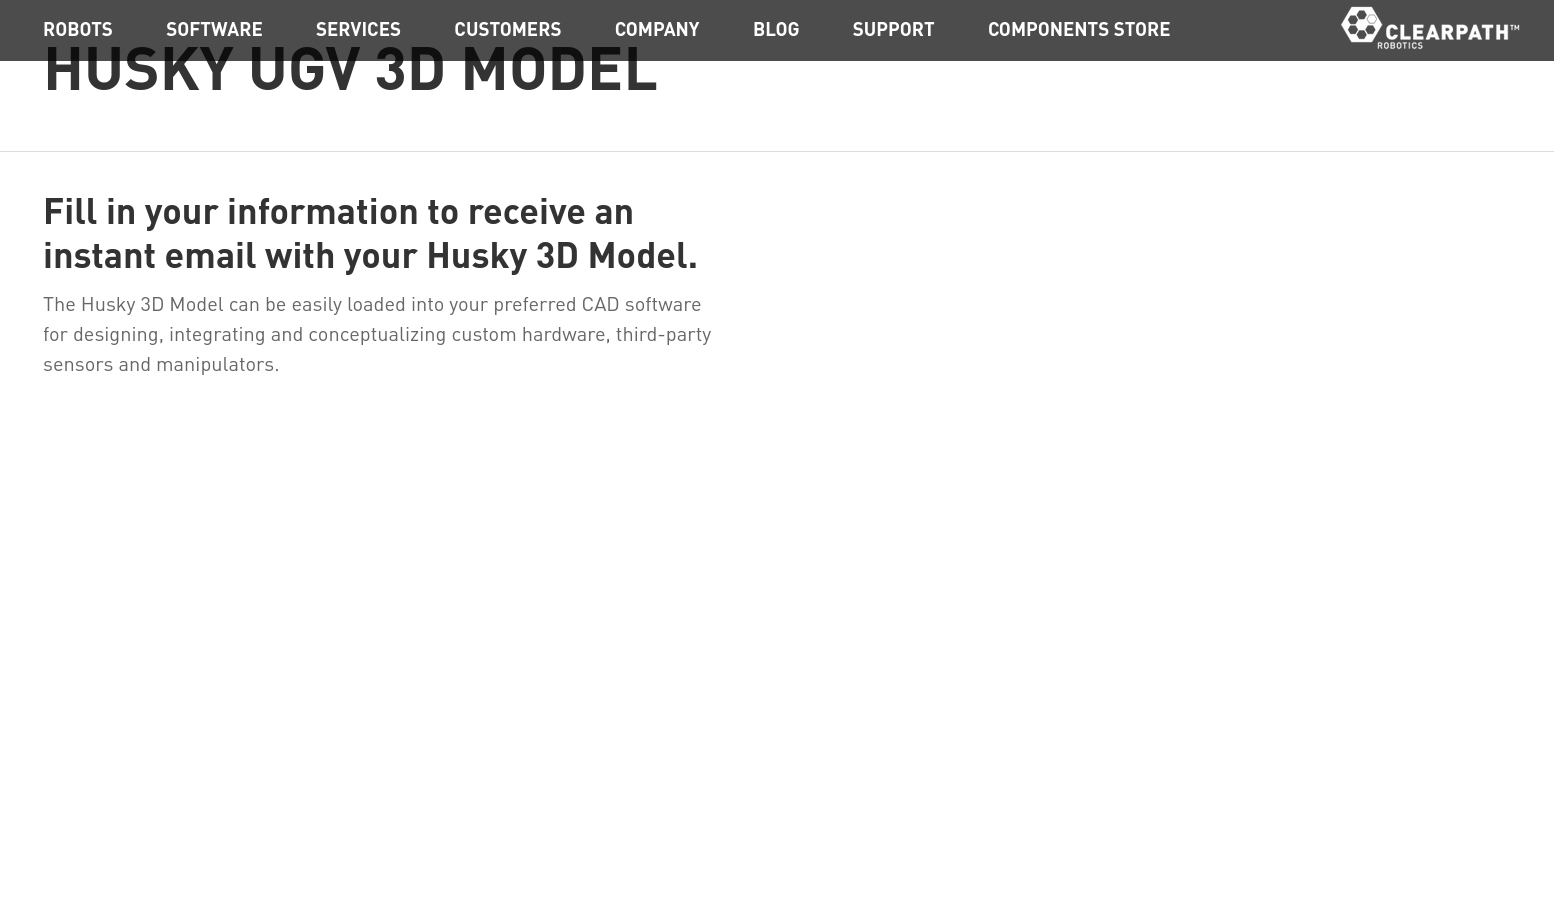 ROBOTS SOFTWARE SERVICES CUSTOMERS COMPANY BLOG SUPPORT COMPONENTS STORE
CLEARPATH™
ROBOTICS
HUSKY UGV 3D MODEL
Fill in your information to receive an
instant email with your Husky 3D Model.
The Husky 3D Model can be easily loaded into your preferred CAD software
for designing, integrating and conceptualizing custom hardware, third-party
sensors and manipulators.